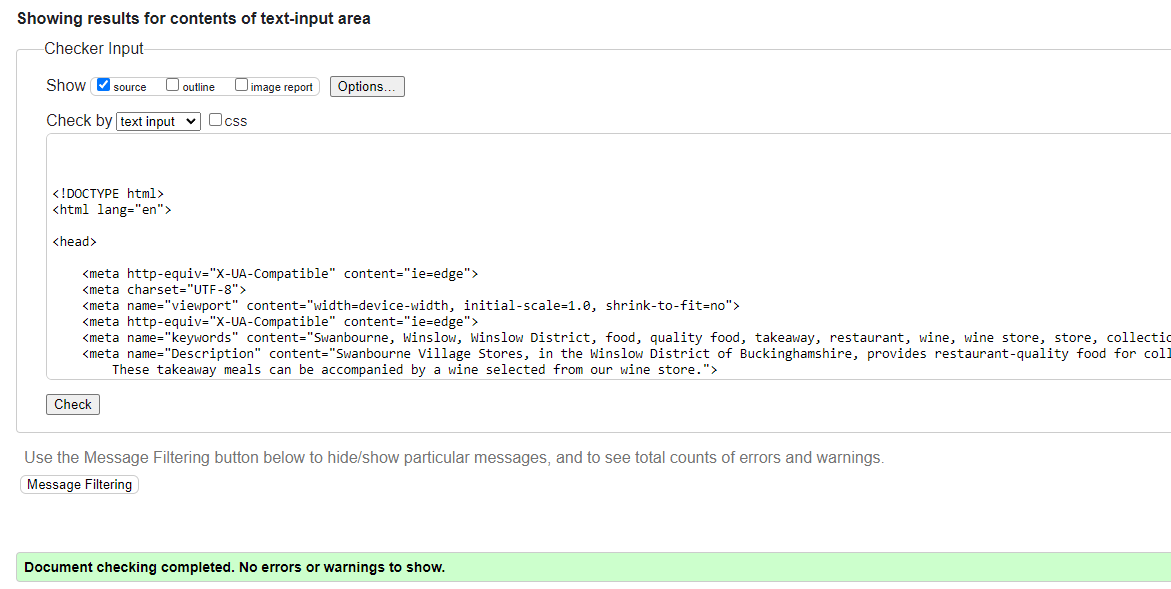 Showing results for contents of text-input area
Checker Input
Show source outline image report Options...
Check by text input css
<!DOCTYPE html>
<html lang="en">
<head>
<meta http-equiv="X-UA-Compatible" content="ie=edge">
<meta charset="UTF-8">
<meta name="viewport" content="width=device-width, initial-scale=1.0, shrink-to-fit=no">
<meta http-equiv="X-UA-Compatible" content="ie=edge">
<meta name="keywords" content="Swanbourne, Winslow, Winslow District, food, quality food, takeaway, restaurant, wine, wine store, store,
<meta name="Description" content="Swanbourne Village Stores, in the Winslow District of Buckinghamshire, provides restaurant-quality food for
These takeaway meals can be accompanied by a wine selected from our wine store.">
Check
Use the Message Filtering button below to hide/show particular messages, and to see total counts of errors and warnings.
Message Filtering
Document checking completed. No errors or warnings to show.